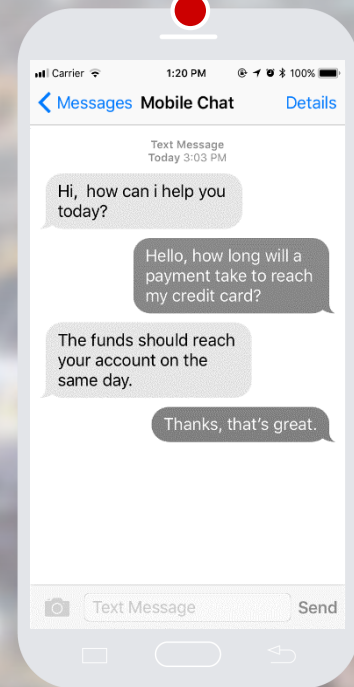 Carrier 1:20 PM 100%
Messages Mobile Chat Details
Text Message
Today 3:03 PM
Hi, how can i help you
today?
Hello, how long will a
payment take to reach
my credit card?
The funds should reach
your account on the
same day.
Thanks, that's great.
Text Message Send